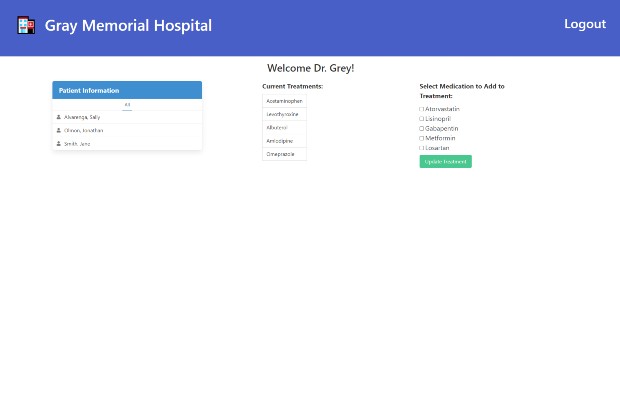 Gray Memorial Hospital
Logout
Welcome Dr. Grey!
Patient Information
All
Alvarenga, Sally
Olinon, Jonathan
Smith, Jane
Current Treatments:
Acetaminophen
Levothyroxine
Albuterol
Amlodipine
Omeprazole
Select Medication to Add to
Treatment:
Atorvastatin
Lisinopril
Gabapentin
Metformin
Losartan
Update Treatment